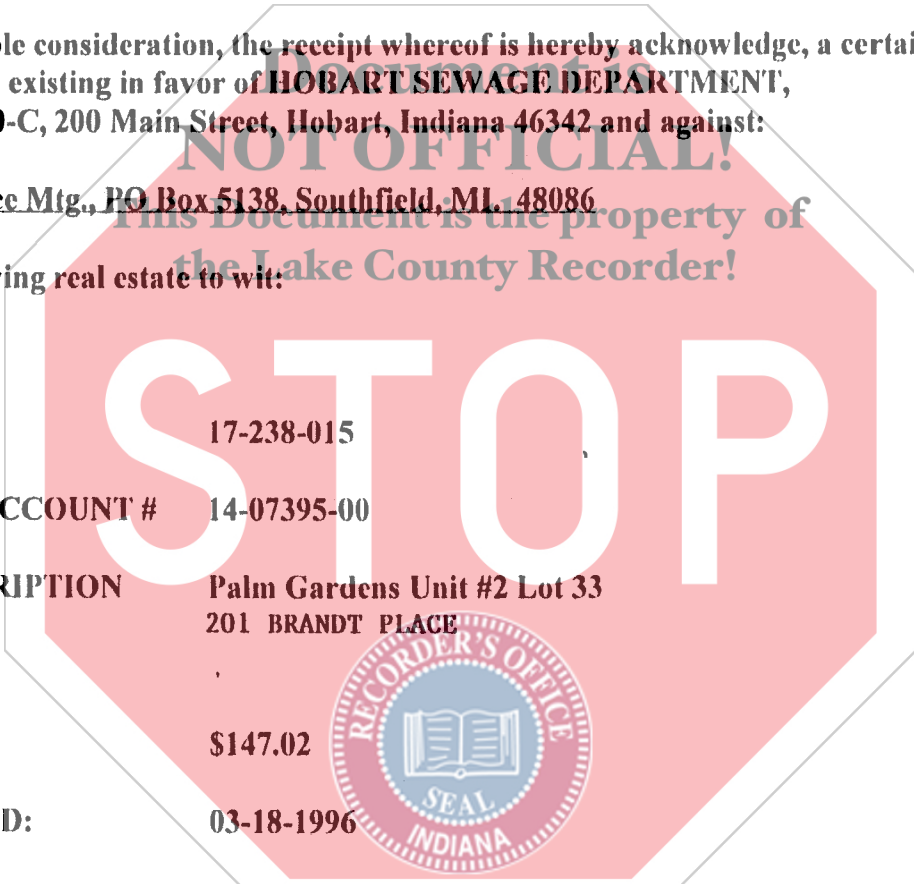 ble consideration, the receipt whereof is hereby acknowledge, a certai
Document is
existing in favor of HOBART SEWAGE DEPARTMENT,
-C, 200 Main Street, Hobart, Indiana 46342 and against:
NOT OFFICIAL!
ce Mtg., PO Box 5138, Southfield, MI. 48086
This Document is the property of
the Lake County Recorder!
ving real estate to wit:
STOP
17-238-015
CCOUNT # 14-07395-00
RIPTION Palm Gardens Unit #2 Lot 33
201 BRANDT PLACE
$147.02
D: 03-18-1996
RECORDER'S OFFICE
SEAL
INDIANA